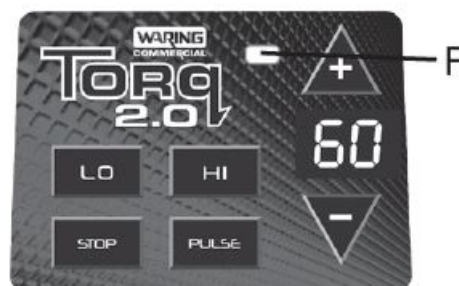 WARING
COMMERCIAL
TORQ
2.0
+
60
LO
HI
-
STOP
PULSE